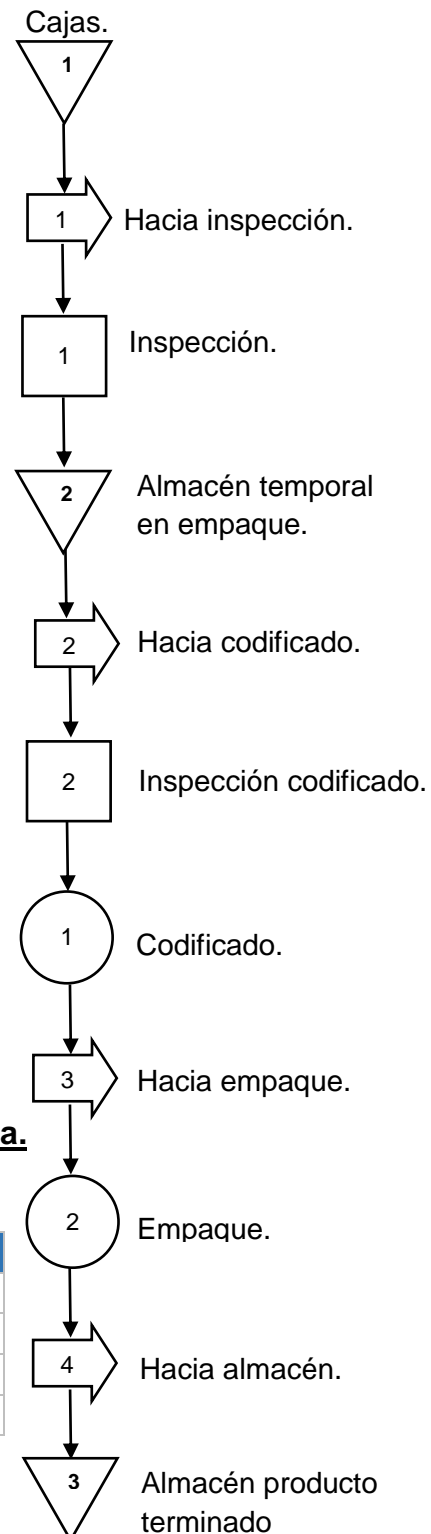 Cajas.
1
1
Hacia inspección.
1
Inspección.
2
Almacén temporal
en empaque.
2
Hacia codificado.
2
Inspección codificado.
1
Codificado.
3
Hacia empaque.
a.
2
Empaque.
4
Hacia almacén.
3
Almacén producto
terminado